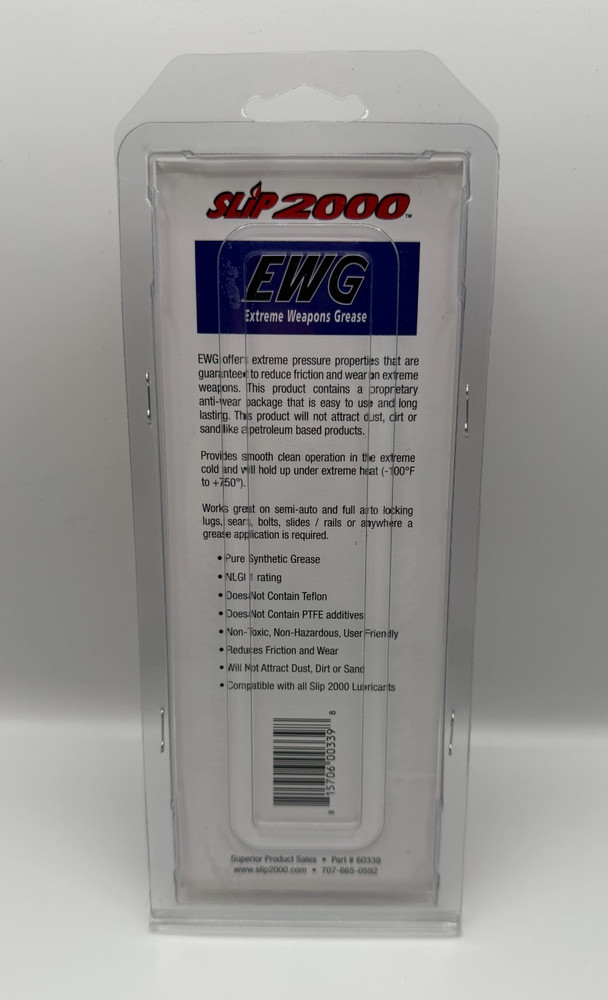 SLiP 2000™
EWG
Extreme Weapons Grease
EWG offers extreme pressure properties that are
guaranteed to reduce friction and wear on extreme
weapons. This product contains a proprietary
anti-wear package that is easy to use and long
lasting. This product will not attract dust, dirt or
sand like a petroleum based products.
Provides smooth clean operation in the extreme
cold and will hold up under extreme heat (-100°F
to +750°).
Works great on semi-auto and full auto locking
lugs, sears, bolts, slides / rails or anywhere a
grease application is required.
• Pure Synthetic Grease
• NLGI 1 rating
• Does Not Contain Teflon
• Does Not Contain PTFE additives
• Non-Toxic, Non-Hazardous, User Friendly
• Reduces Friction and Wear
• Will Not Attract Dust, Dirt or Sand
• Compatible with all Slip 2000 Lubricants
8 15706 00339 8
Superior Product Sales • Part # 60339
www.slip2000.com • 707-665-0592